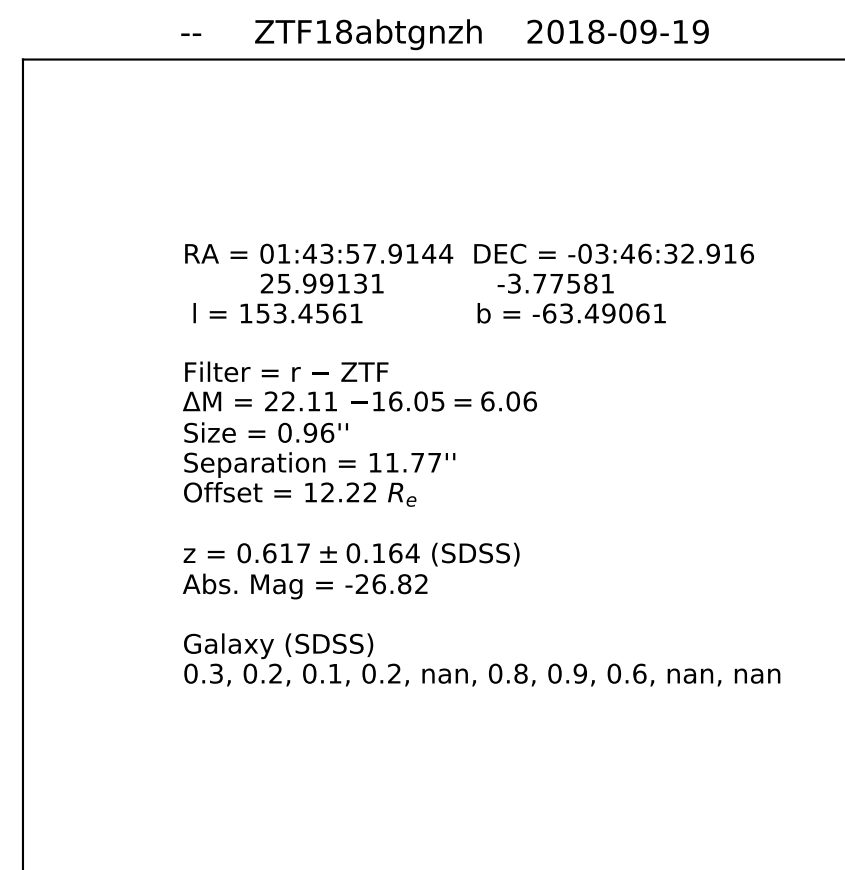 -- ZTF18abtgnzh 2018-09-19
RA = 01:43:57.9144 DEC = -03:46:32.916
25.99131 -3.77581
l = 153.4561 b = -63.49061
Filter = r − ZTF
ΔM = 22.11 −16.05 = 6.06
Size = 0.96''
Separation = 11.77''
Offset = 12.22 Rₑ
z = 0.617 ± 0.164 (SDSS)
Abs. Mag = -26.82
Galaxy (SDSS)
0.3, 0.2, 0.1, 0.2, nan, 0.8, 0.9, 0.6, nan, nan